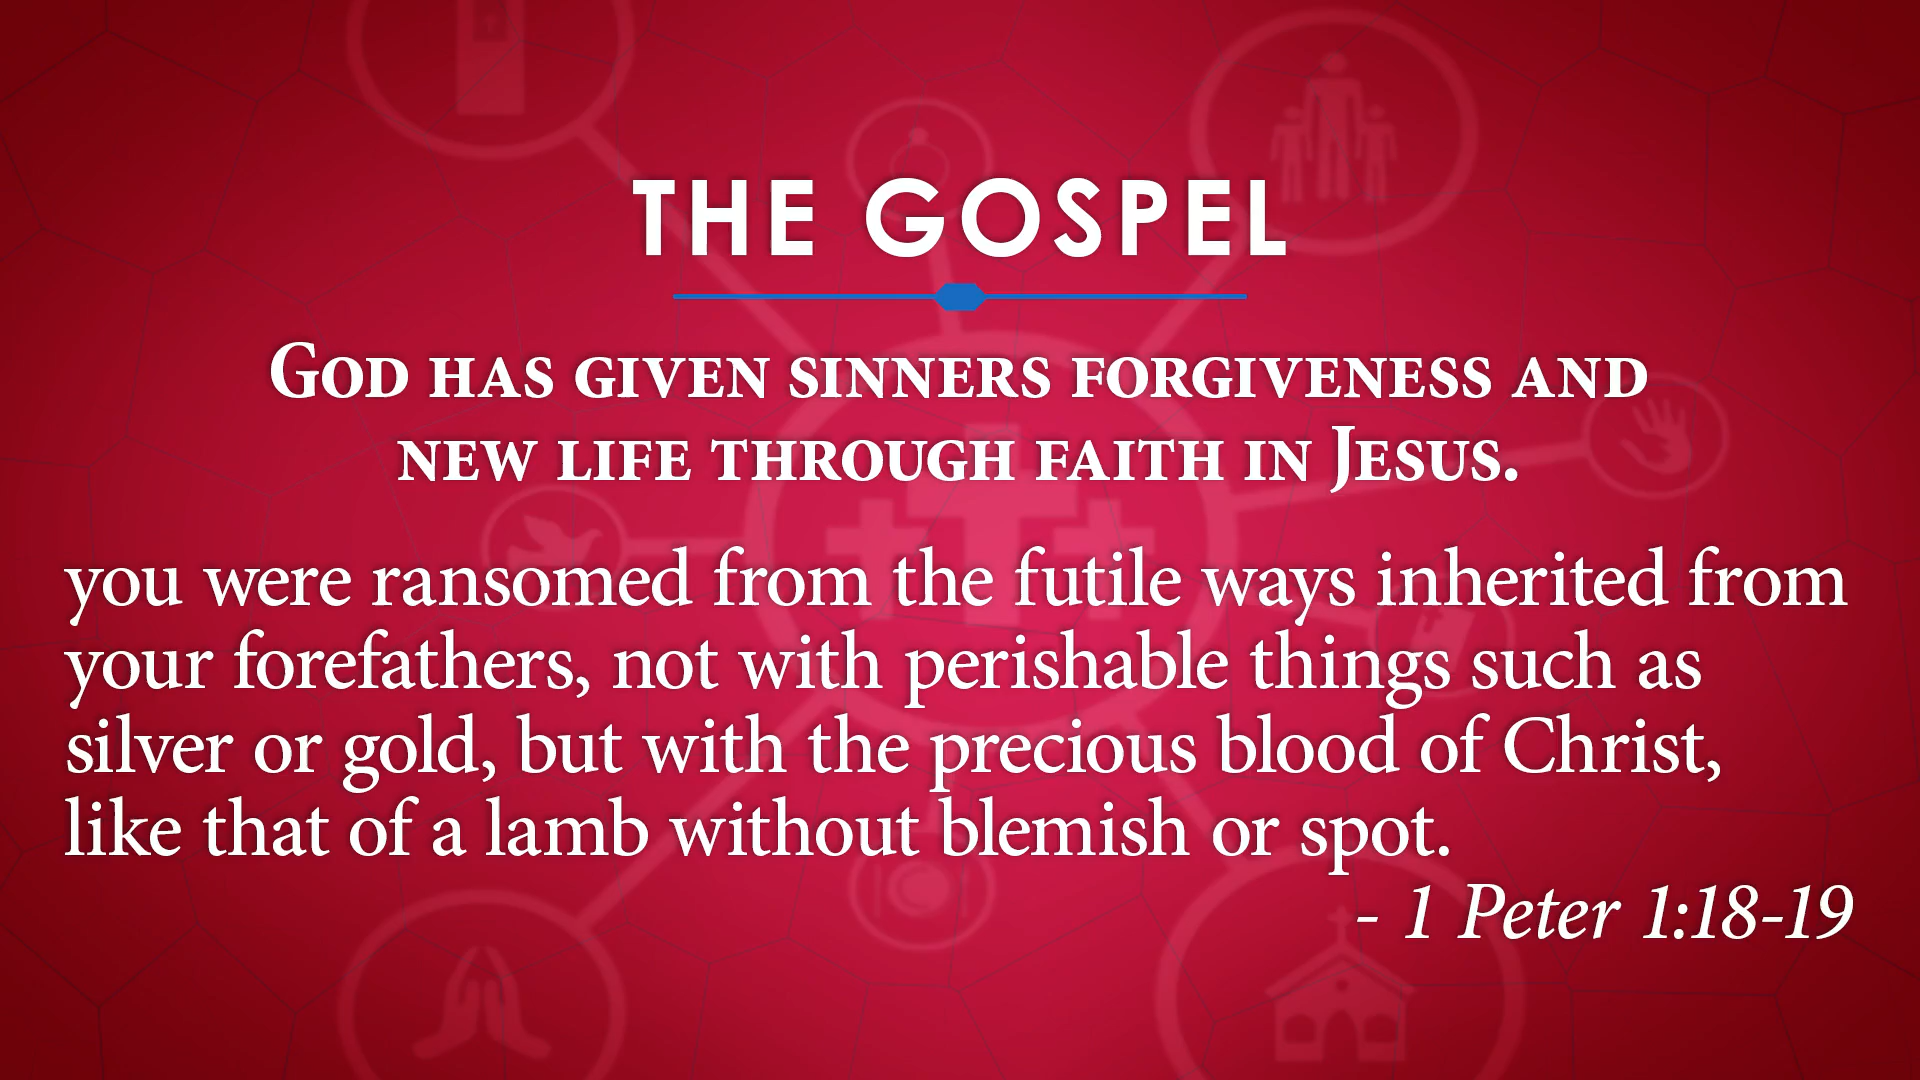 THE GOSPEL
God has given sinners forgiveness and
new life through faith in Jesus.
you were ransomed from the futile ways inherited from
your forefathers, not with perishable things such as
silver or gold, but with the precious blood of Christ,
like that of a lamb without blemish or spot.
- 1 Peter 1:18-19